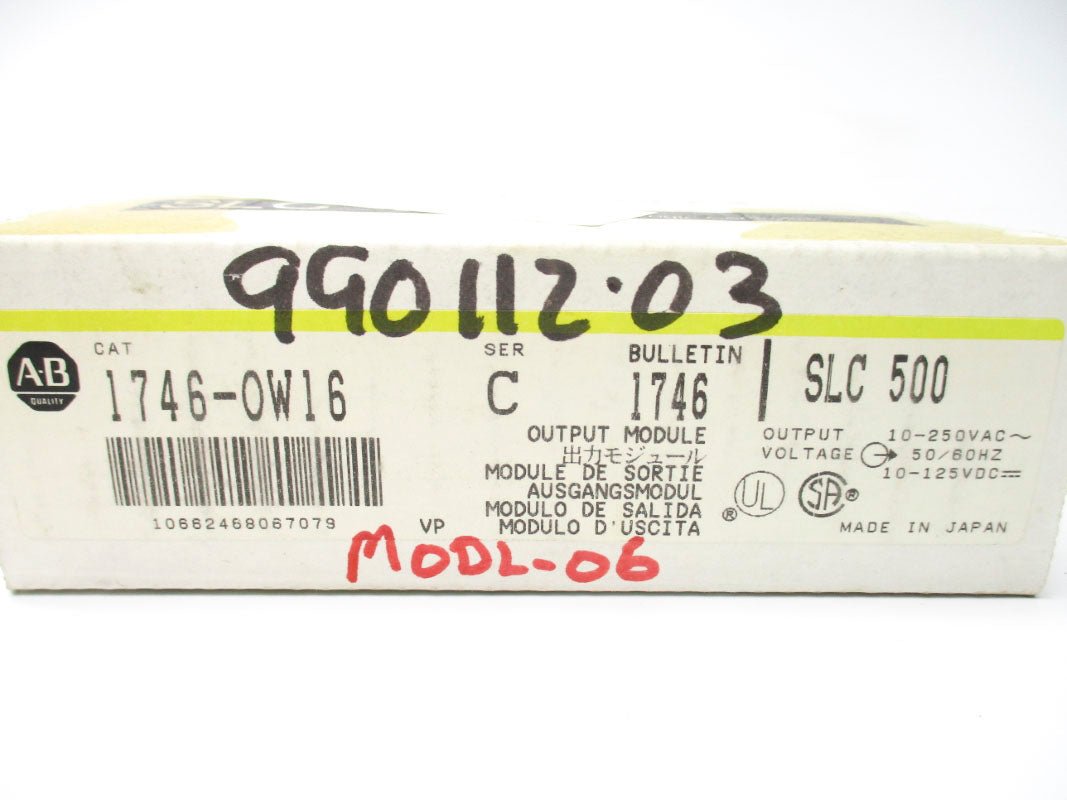 SLC
990112.03
A-B
QUALITY
CAT
1746-OW16
10662468067079
SER
C
VP
BULLETIN
1746
OUTPUT MODULE
出力モジュール
MODULE DE SORTIE
AUSGANGSMODUL
MODULO DE SALIDA
MODULO D'USCITA
SLC 500
OUTPUT VOLTAGE
10-250VAC~
50/60HZ
10-125VDC⎓
UL®
SA®
MADE IN JAPAN
MODL-06